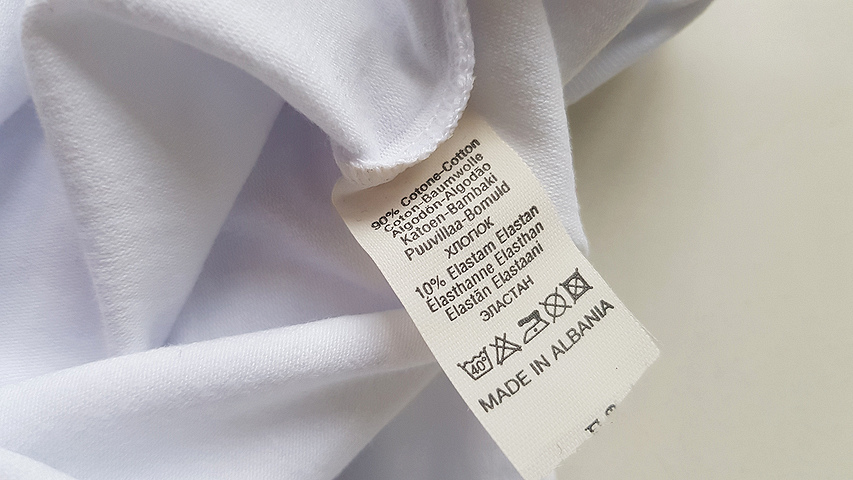 90% Cotone-Cotton
Coton-Baumwolle
Algodón-Algodão
Katoen-Bambaki
Puuvillaa-Bomuld
ХЛОПОК
10% Elastam Elastan
Élasthanne Elasthan
Elastán Elastaani
ЭЛАСТАН
40°
MADE IN ALBANIA